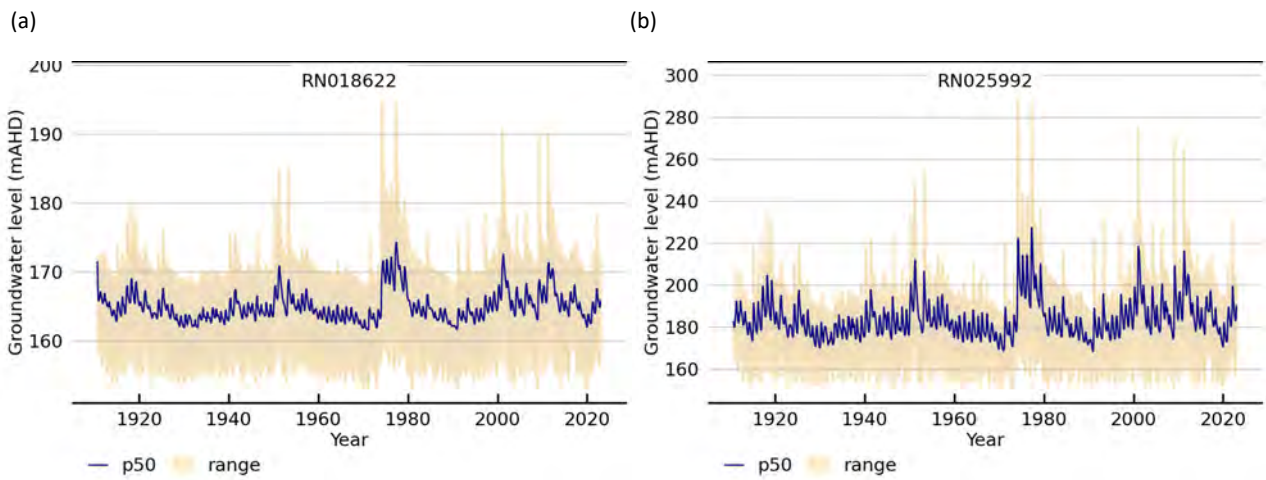 (a)
(b)
RN018622
200
190
180
170
160
Groundwater level (mAHD)
1920 1940 1960 1980 2000 2020
Year
p50 range
RN025992
300
280
260
240
220
200
180
160
Groundwater level (mAHD)
1920 1940 1960 1980 2000 2020
Year
p50 range